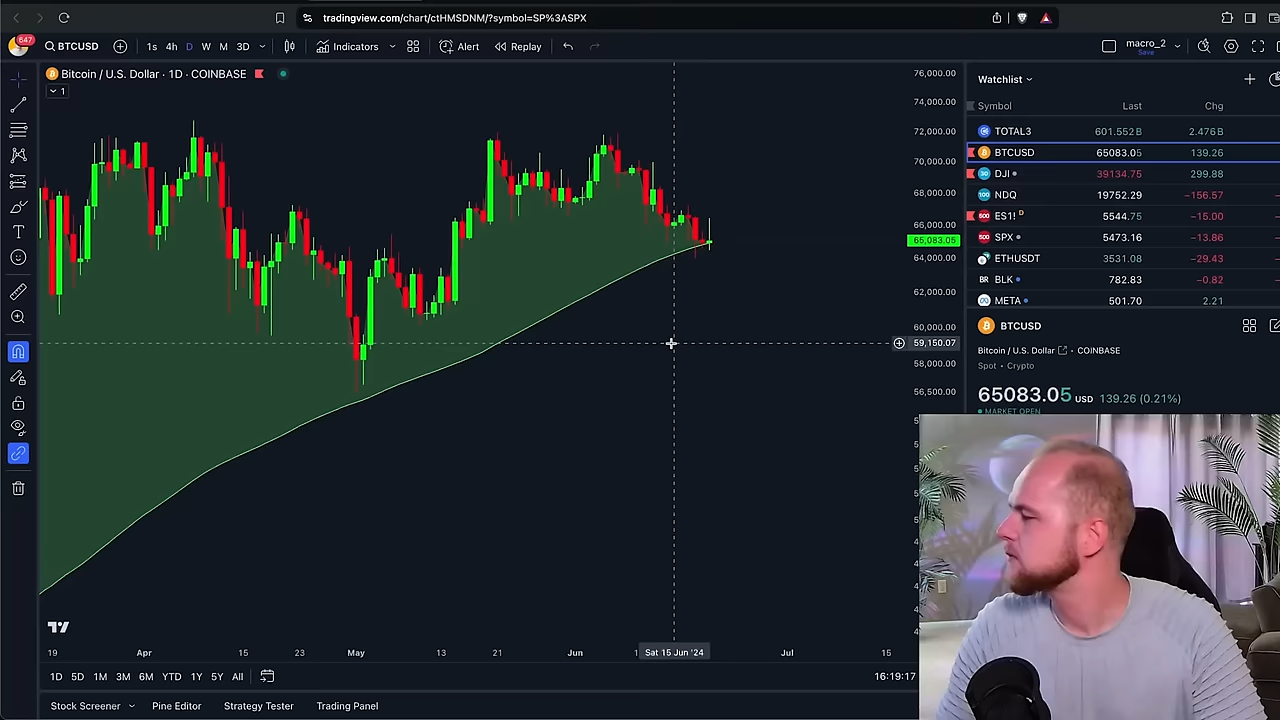 tradingview.com/chart/ctHMSDNM/?symbol=SP%3ASPX
647
BTCUSD
1s 4h D W M 3D
Indicators
Alert
Replay
macro_2
Save
Bitcoin / U.S. Dollar · 1D · COINBASE
1
76,000.00
74,000.00
72,000.00
70,000.00
68,000.00
66,000.00
65,083.05
64,000.00
62,000.00
60,000.00
59,150.07
58,000.00
56,500.00
Watchlist
Symbol Last Chg
TOTAL3 601.552 B 2.476 B
BTCUSD 65083.05 139.26
DJI 39134.75 299.88
NDQ 19752.29 −156.57
ES1! D 5544.75 −15.00
SPX 5473.16 −13.86
ETHUSDT 3531.08 −29.43
BLK 782.83 −0.82
META 501.70 2.21
BTCUSD
Bitcoin / U.S. Dollar · COINBASE
Spot · Crypto
65083.05 USD 139.26 (0.21%)
MARKET OPEN
19 Apr 15 23 May 13 21 Jun Sat 15 Jun '24 Jul 15
1D 5D 1M 3M 6M YTD 1Y 5Y All
16:19:17
Stock Screener Pine Editor Strategy Tester Trading Panel